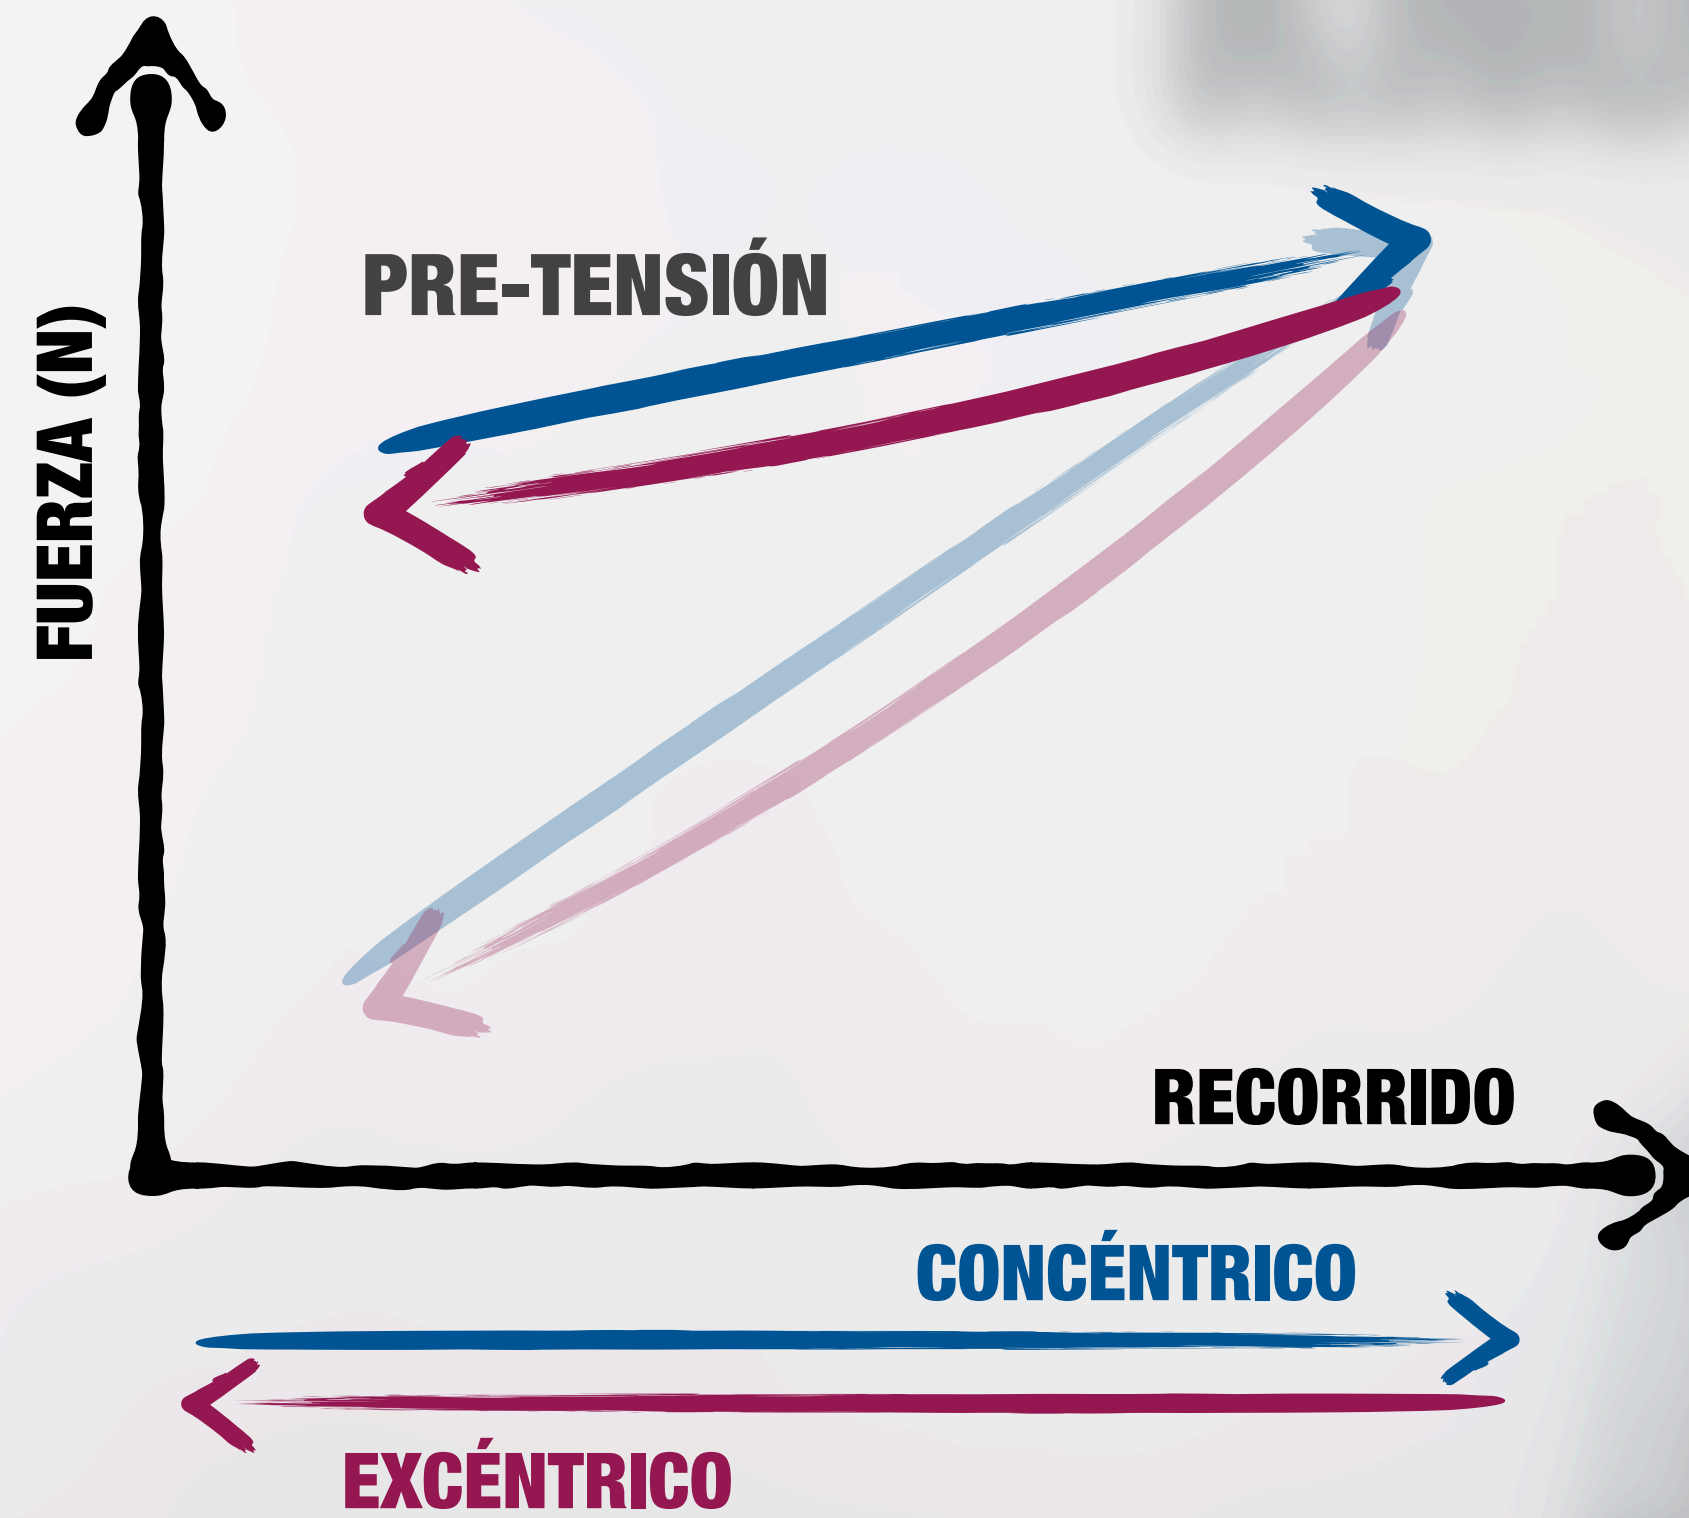 PRE-TENSIÓN
FUERZA (N)
RECORRIDO
CONCÉNTRICO
EXCÉNTRICO